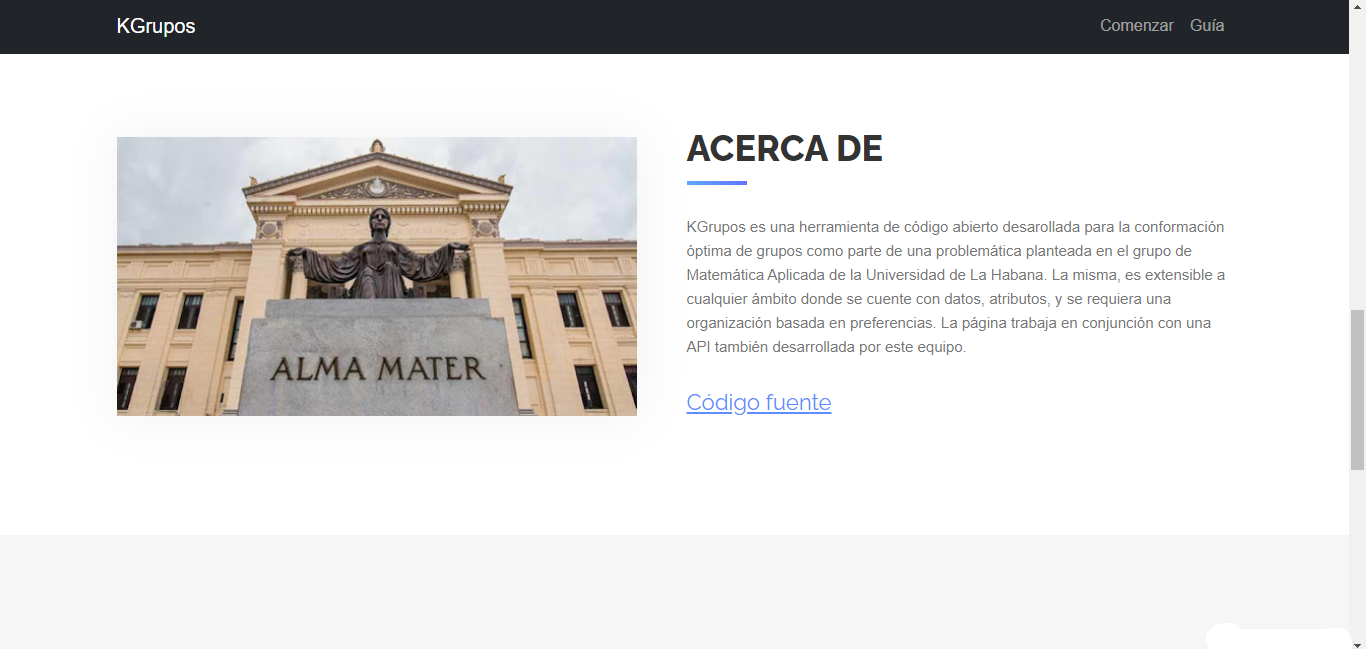 KGrupos
Comenzar Guía
ACERCA DE
ALMA MATER
KGrupos es una herramienta de código abierto desarollada para la conformación
óptima de grupos como parte de una problemática planteada en el grupo de
Matemática Aplicada de la Universidad de La Habana. La misma, es extensible a
cualquier ámbito donde se cuente con datos, atributos, y se requiera una
organización basada en preferencias. La página trabaja en conjunción con una
API también desarrollada por este equipo.
Código fuente